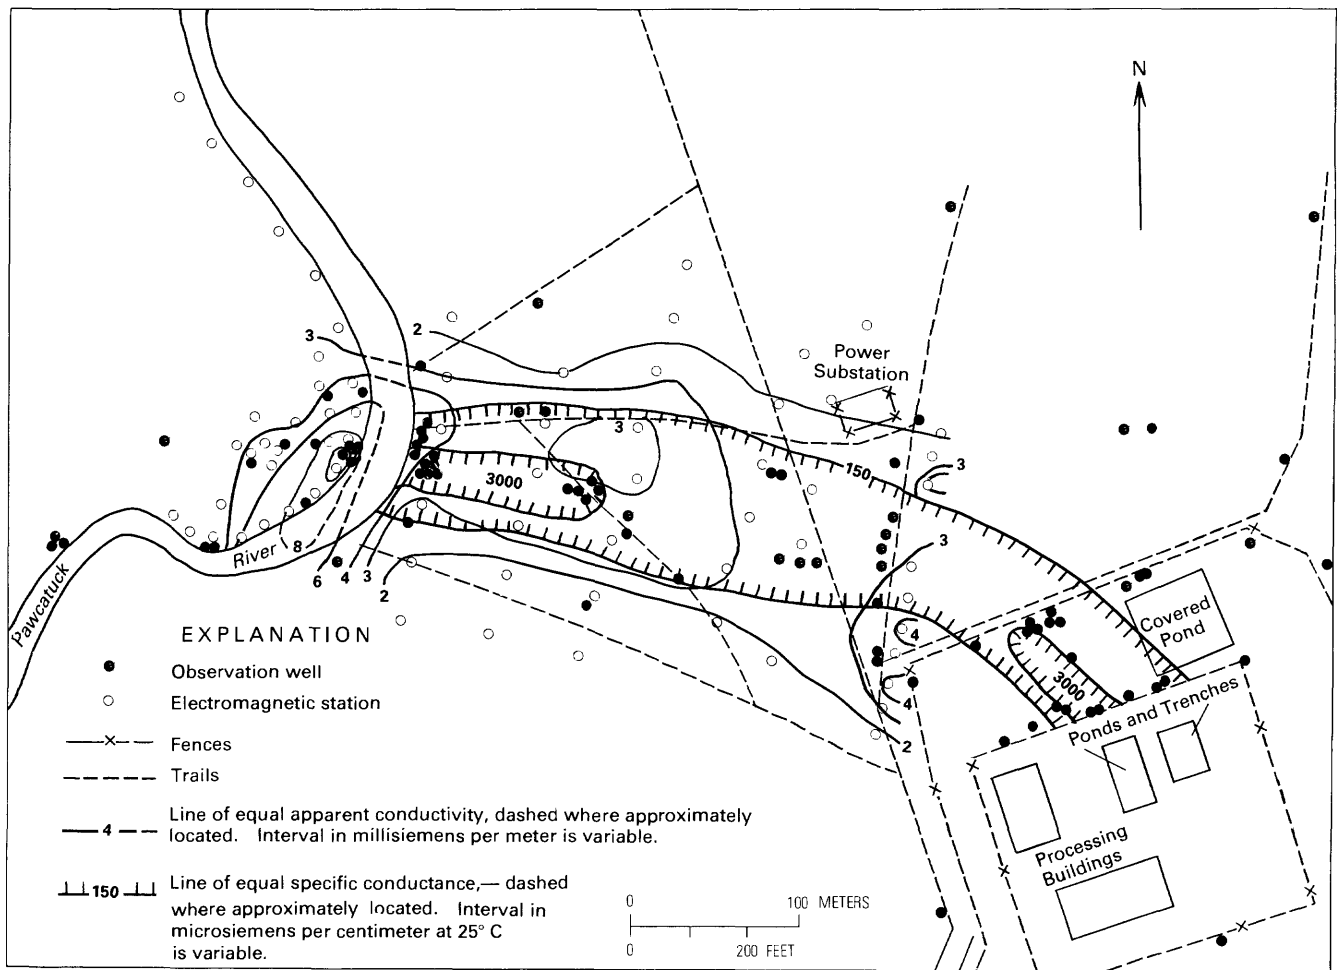 N
3
2
Power
Substation
3
150
3
3000
3
River
8
6
4
3
2
Pawcatuck
4
Covered
Pond
3000
4
Ponds and Trenches
2
Processing
Buildings
EXPLANATION
Observation well
Electromagnetic station
Fences
Trails
4
Line of equal apparent conductivity, dashed where approximately
located. Interval in millisiemens per meter is variable.
150
Line of equal specific conductance,— dashed
where approximately located. Interval in
microsiemens per centimeter at 25° C
is variable.
0 100 METERS
0 200 FEET